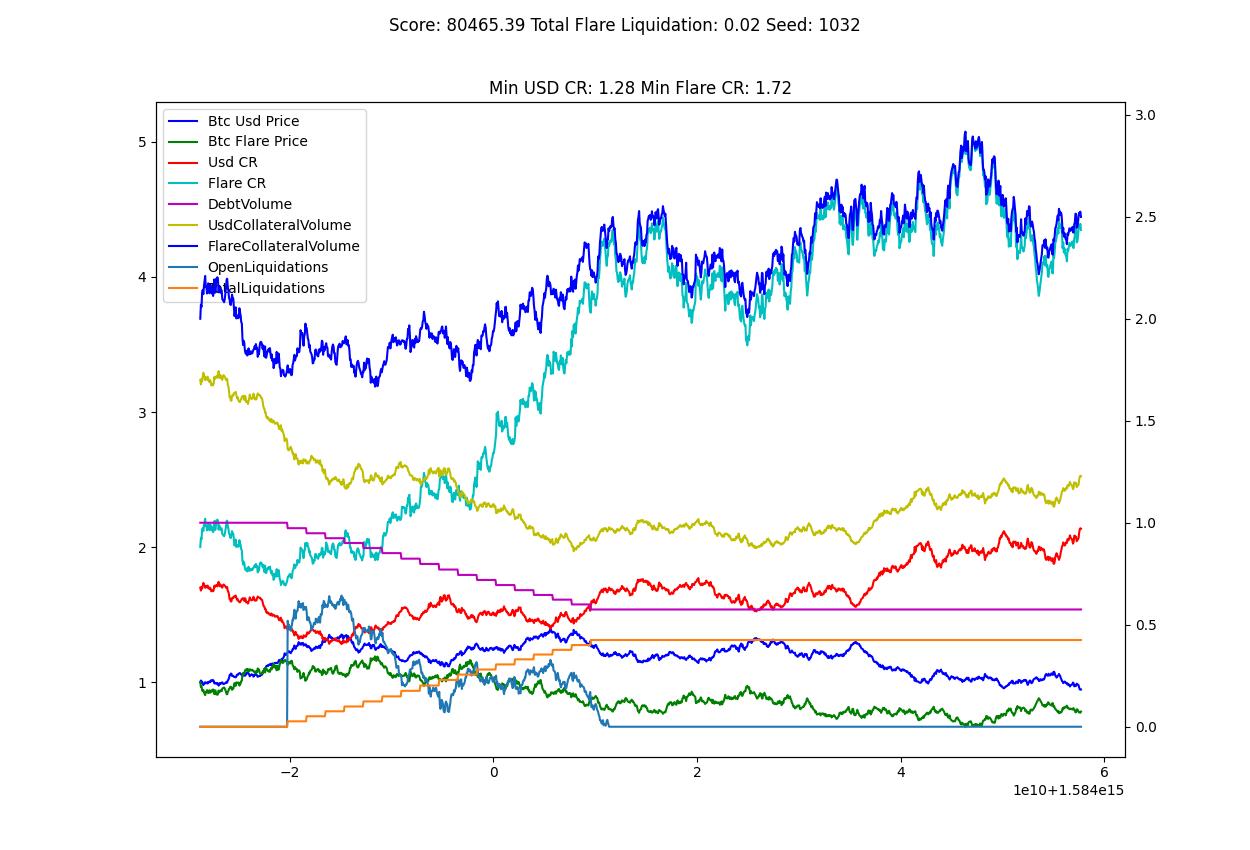 Score: 80465.39 Total Flare Liquidation: 0.02 Seed: 1032
Min USD CR: 1.28 Min Flare CR: 1.72
Btc Usd Price
Btc Flare Price
Usd CR
Flare CR
DebtVolume
UsdCollateralVolume
FlareCollateralVolume
OpenLiquidations
TotalLiquidations
5
4
3
2
1
3.0
2.5
2.0
1.5
1.0
0.5
0.0
−2
0
2
4
6
1e10+1.584e15